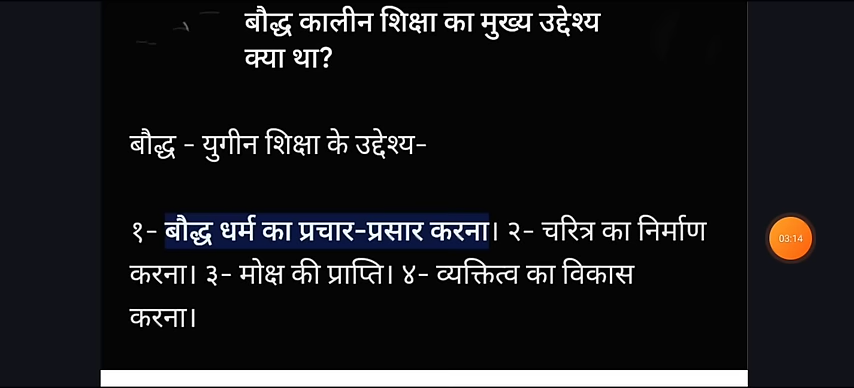 बौद्ध कालीन शिक्षा का मुख्य उद्देश्य
क्या था?
बौद्ध - युगीन शिक्षा के उद्देश्य-
१- बौद्ध धर्म का प्रचार-प्रसार करना। २- चरित्र का निर्माण
करना। ३- मोक्ष की प्राप्ति। ४- व्यक्तित्व का विकास
करना।
03:14